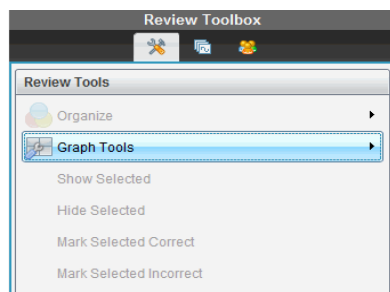 Review Toolbox
Review Tools
Organize
Graph Tools
Show Selected
Hide Selected
Mark Selected Correct
Mark Selected Incorrect